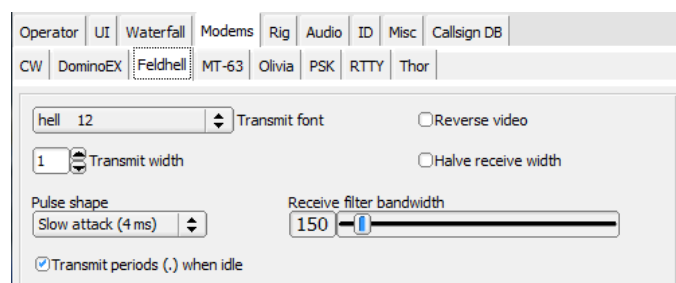 Operator UI Waterfall Modems Rig Audio ID Misc Callsign DB
CW DominoEX Feldhell MT-63 Olivia PSK RTTY Thor
hell 12 Transmit font Reverse video
1 Transmit width Halve receive width
Pulse shape Receive filter bandwidth
Slow attack (4 ms) 150
Transmit periods (.) when idle